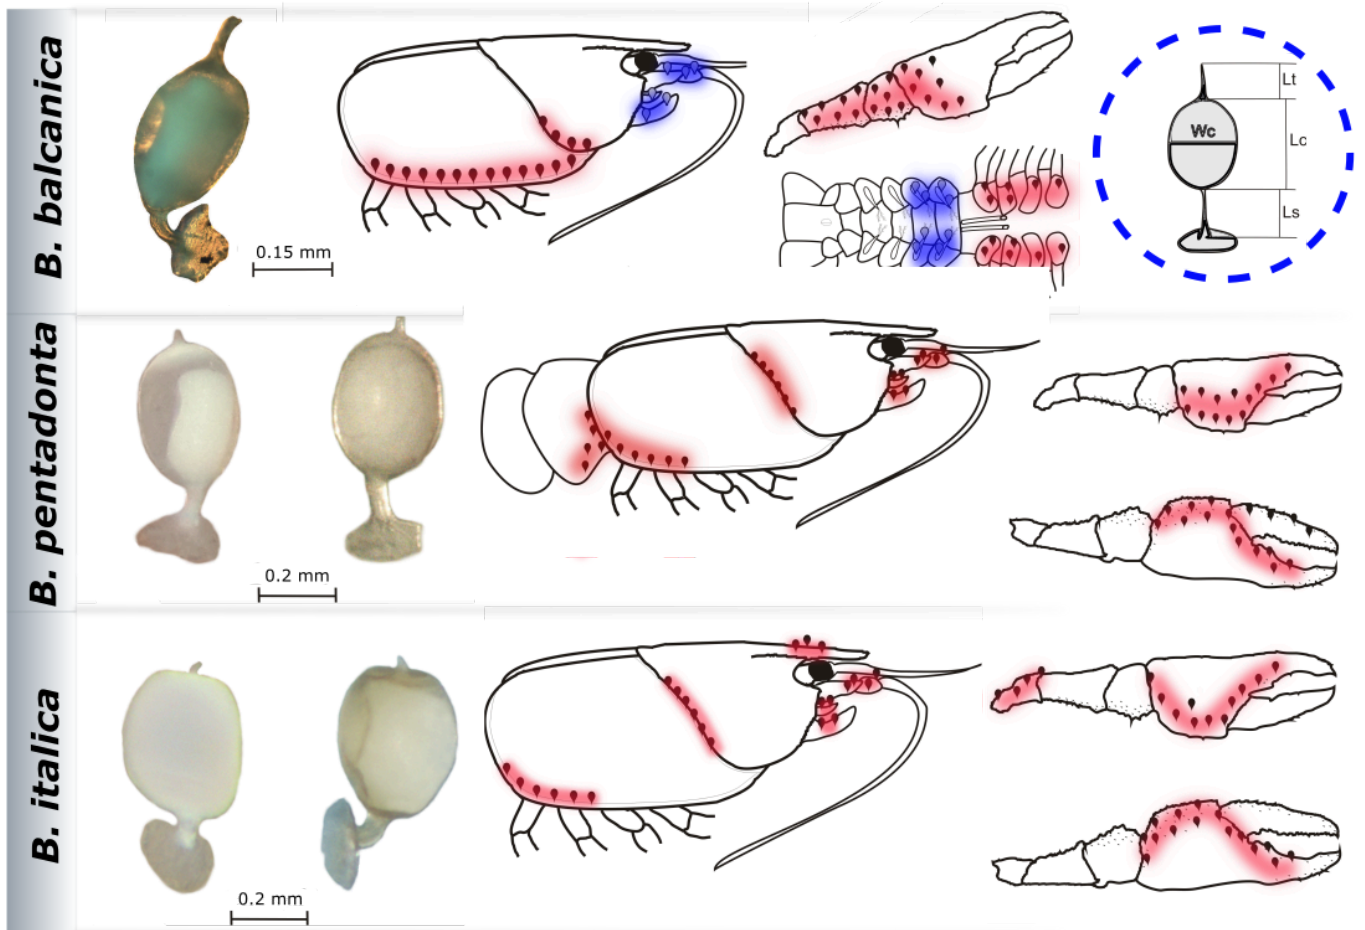 B. balcanica
0.15 mm
Lt
Wc
Lc
Ls
B. pentadonta
0.2 mm
B. italica
0.2 mm